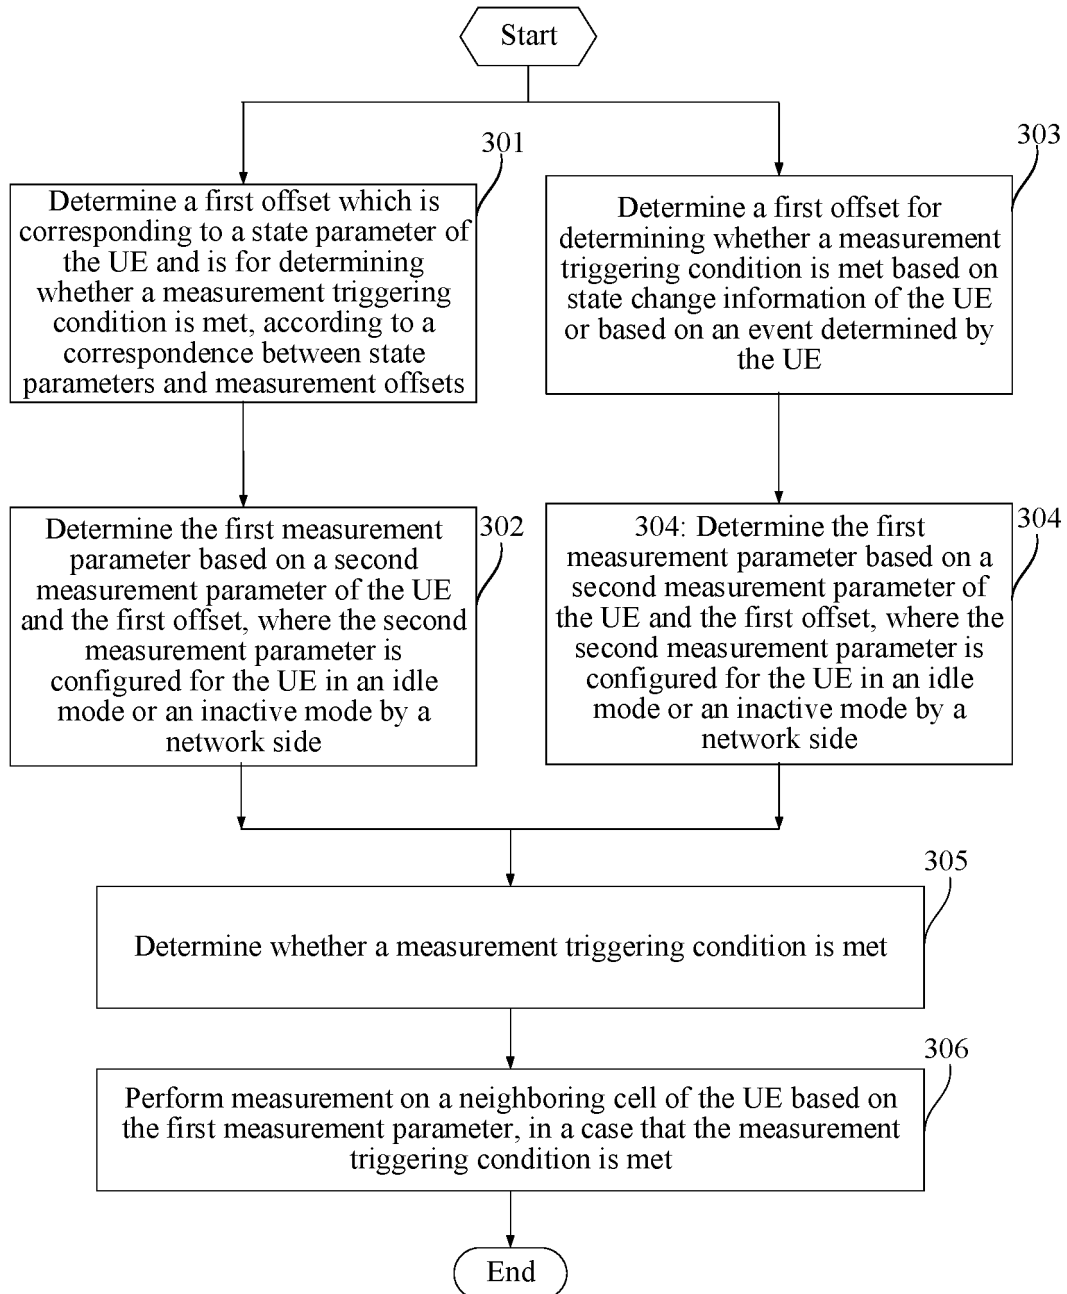 Start
301
Determine a first offset which is
corresponding to a state parameter of
the UE and is for determining
whether a measurement triggering
condition is met, according to a
correspondence between state
parameters and measurement offsets
303
Determine a first offset for
determining whether a measurement
triggering condition is met based on
state change information of the UE
or based on an event determined by
the UE
302
Determine the first measurement
parameter based on a second
measurement parameter of the UE
and the first offset, where the second
measurement parameter is
configured for the UE in an idle
mode or an inactive mode by a
network side
304
304: Determine the first
measurement parameter based on a
second measurement parameter of
the UE and the first offset, where the
second measurement parameter is
configured for the UE in an idle
mode or an inactive mode by a
network side
305
Determine whether a measurement triggering condition is met
306
Perform measurement on a neighboring cell of the UE based on
the first measurement parameter, in a case that the measurement
triggering condition is met
End